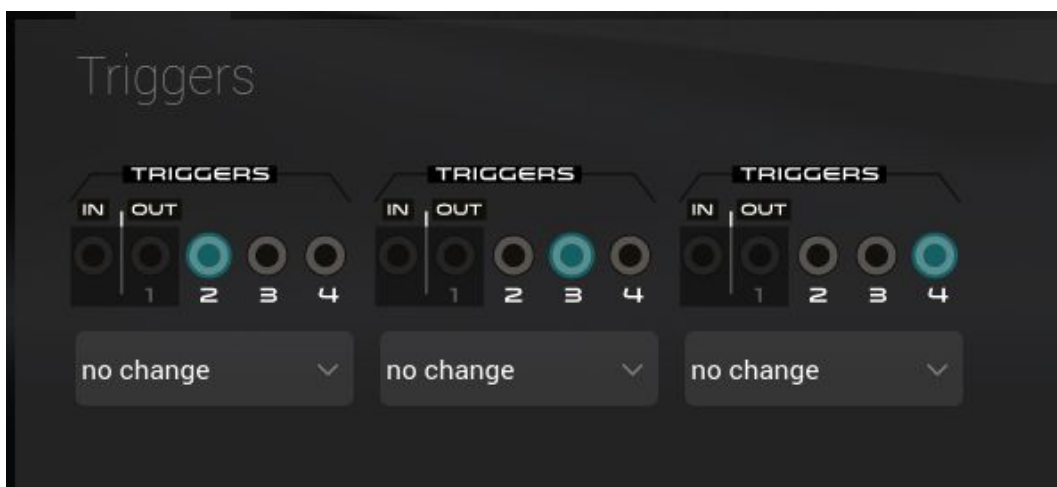 Triggers
TRIGGERS TRIGGERS TRIGGERS
IN OUT IN OUT IN OUT
1 2 3 4 1 2 3 4 1 2 3 4
no change no change no change